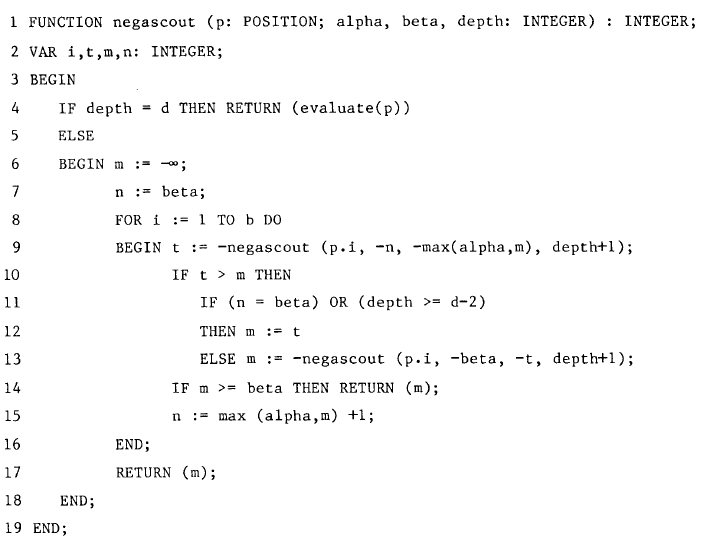 1 FUNCTION negascout (p: POSITION; alpha, beta, depth: INTEGER) : INTEGER;
2 VAR i,t,m,n: INTEGER;
3 BEGIN
4 IF depth = d THEN RETURN (evaluate(p))
5 ELSE
6 BEGIN m := -∞;
7 n := beta;
8 FOR i := 1 TO b DO
9 BEGIN t := -negascout (p.i, -n, -max(alpha,m), depth+1);
10 IF t > m THEN
11 IF (n = beta) OR (depth >= d-2)
12 THEN m := t
13 ELSE m := -negascout (p.i, -beta, -t, depth+1);
14 IF m >= beta THEN RETURN (m);
15 n := max (alpha,m) +1;
16 END;
17 RETURN (m);
18 END;
19 END;